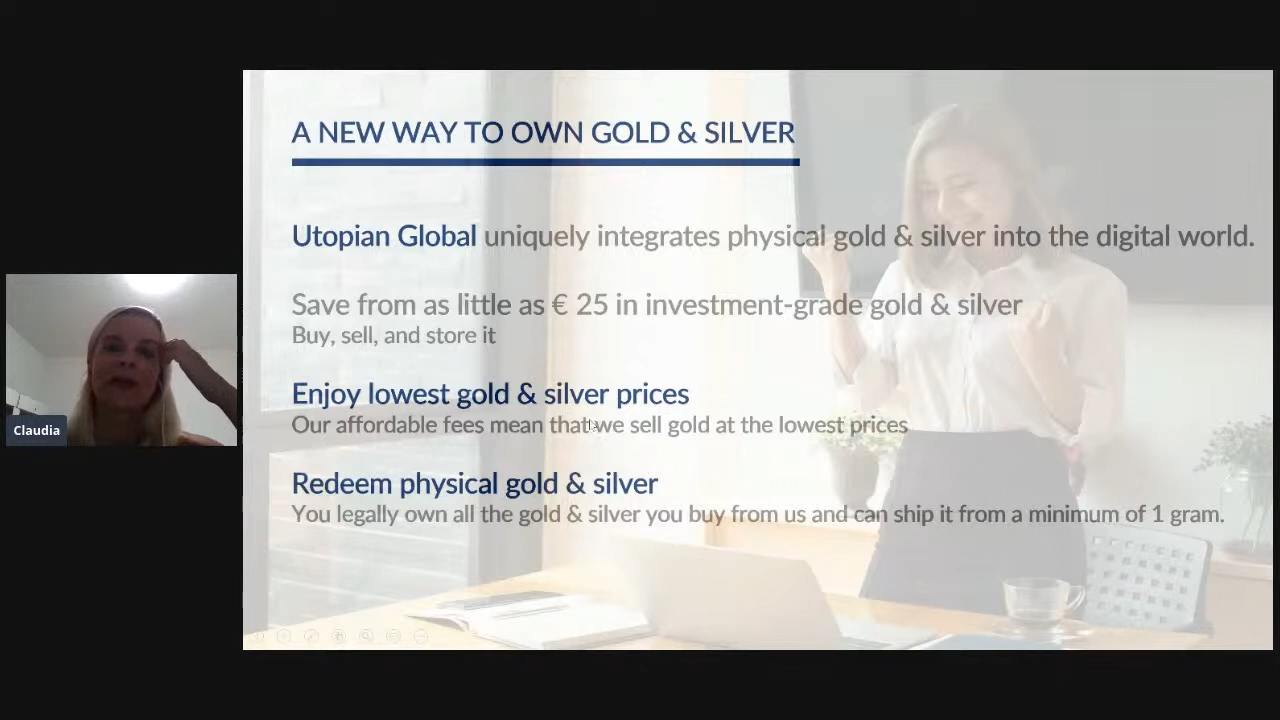 A NEW WAY TO OWN GOLD & SILVER
Utopian Global uniquely integrates physical gold & silver into the digital world.
Save from as little as € 25 in investment-grade gold & silver
Buy, sell, and store it
Enjoy lowest gold & silver prices
Our affordable fees mean that we sell gold at the lowest prices
Redeem physical gold & silver
You legally own all the gold & silver you buy from us and can ship it from a minimum of 1 gram.
Claudia